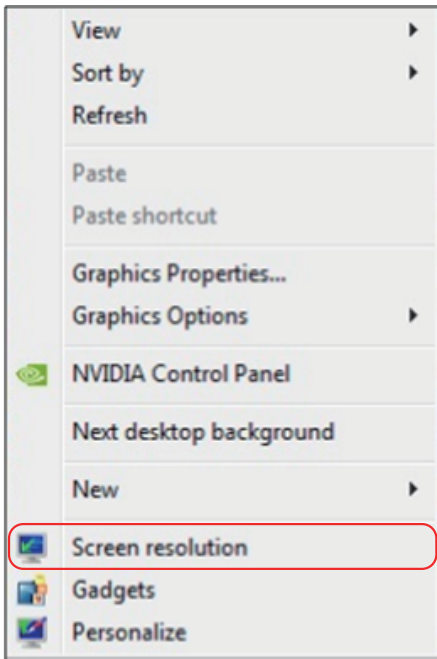 View
Sort by
Refresh
Paste
Paste shortcut
Graphics Properties...
Graphics Options
NVIDIA Control Panel
Next desktop background
New
Screen resolution
Gadgets
Personalize